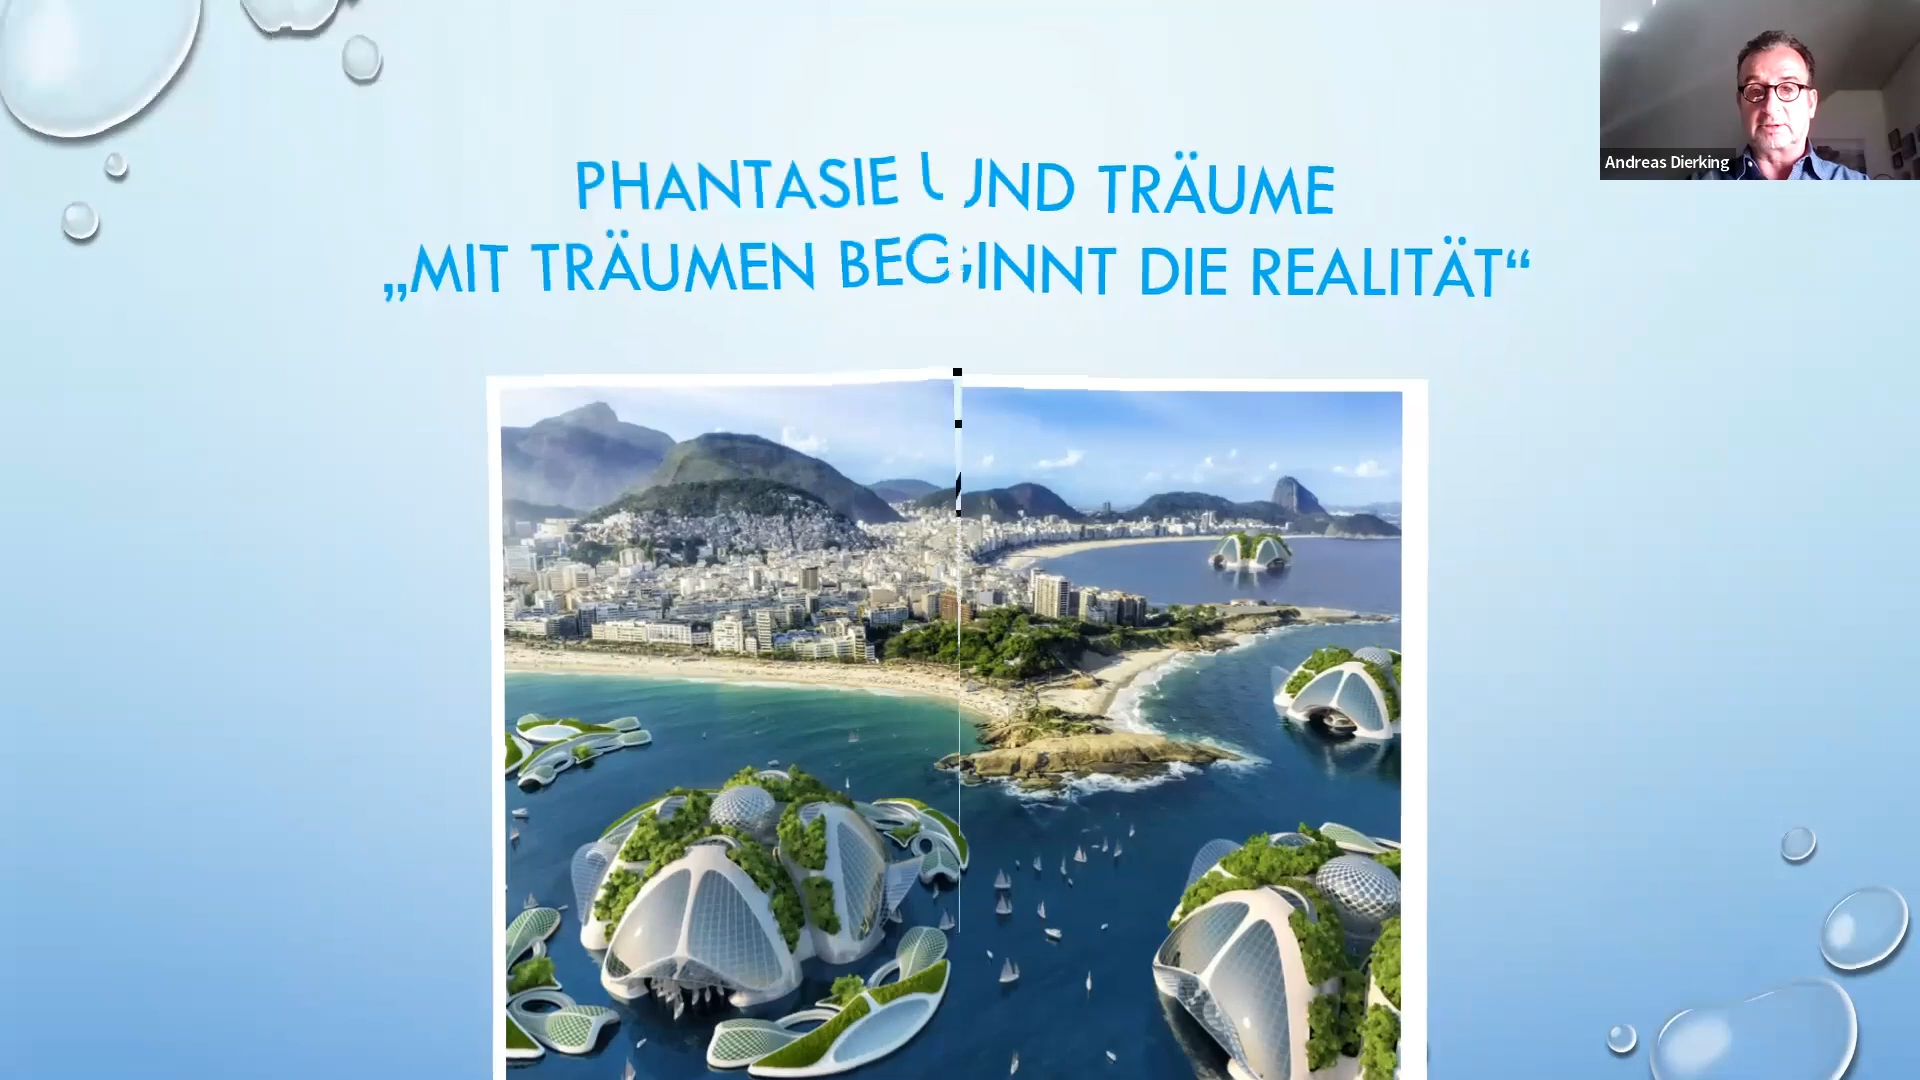 PHANTASIE UND TRÄUME
„MIT TRÄUMEN BEGINNT DIE REALITÄT“
Andreas Dierking